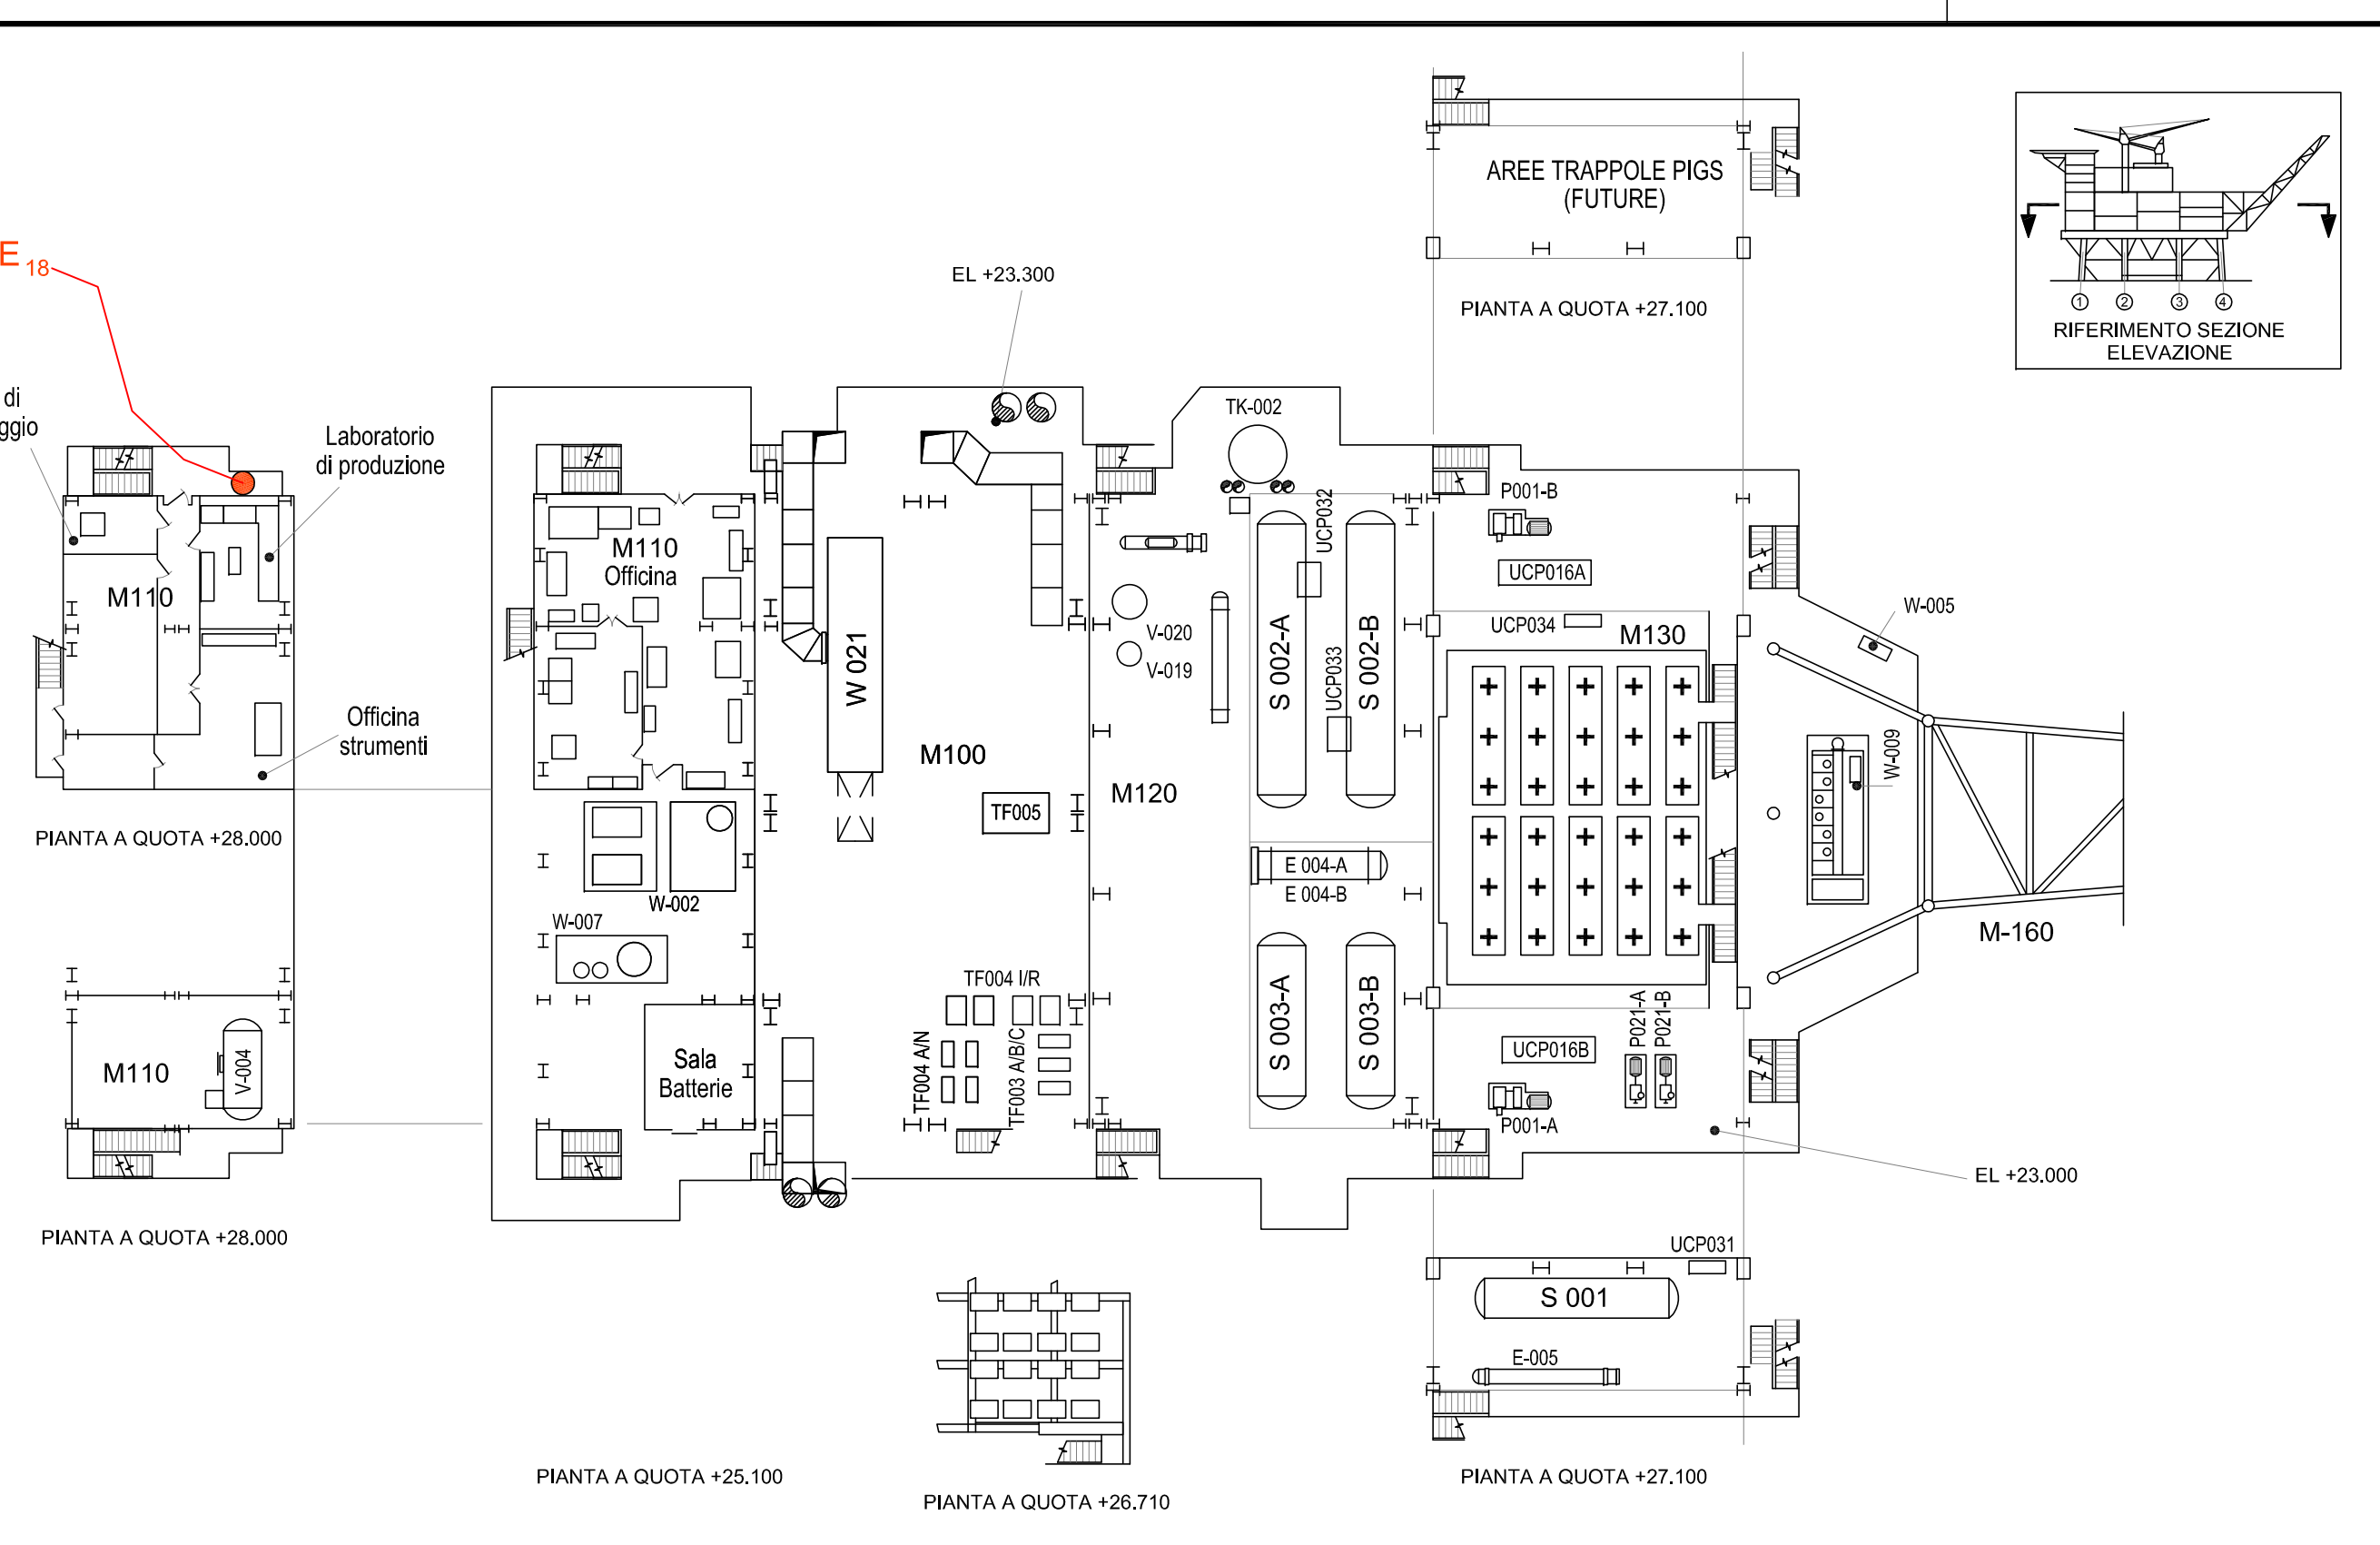 AREE TRAPPOLE PIGS
(FUTURE)
PIANTA A QUOTA +27.100
1
2
3
4
RIFERIMENTO SEZIONE
ELEVAZIONE
E 18
EL +23.300
di
ggio
Laboratorio
di produzione
M110
Officina
strumenti
PIANTA A QUOTA +28.000
M110
V-004
PIANTA A QUOTA +28.000
M110
Officina
W-002
W-007
Sala
Batterie
PIANTA A QUOTA +25.100
W 021
M100
TF005
TF004 I/R
TF004 A/N
TF003 A/B/C
PIANTA A QUOTA +26.710
TK-002
V-020
V-019
M120
UCP032
UCP033
S 002-A
S 002-B
E 004-A
E 004-B
S 003-A
S 003-B
P001-B
UCP016A
UCP034
M130
W-005
W-009
M-160
P021-A
P021-B
UCP016B
P001-A
EL +23.000
UCP031
S 001
E-005
PIANTA A QUOTA +27.100